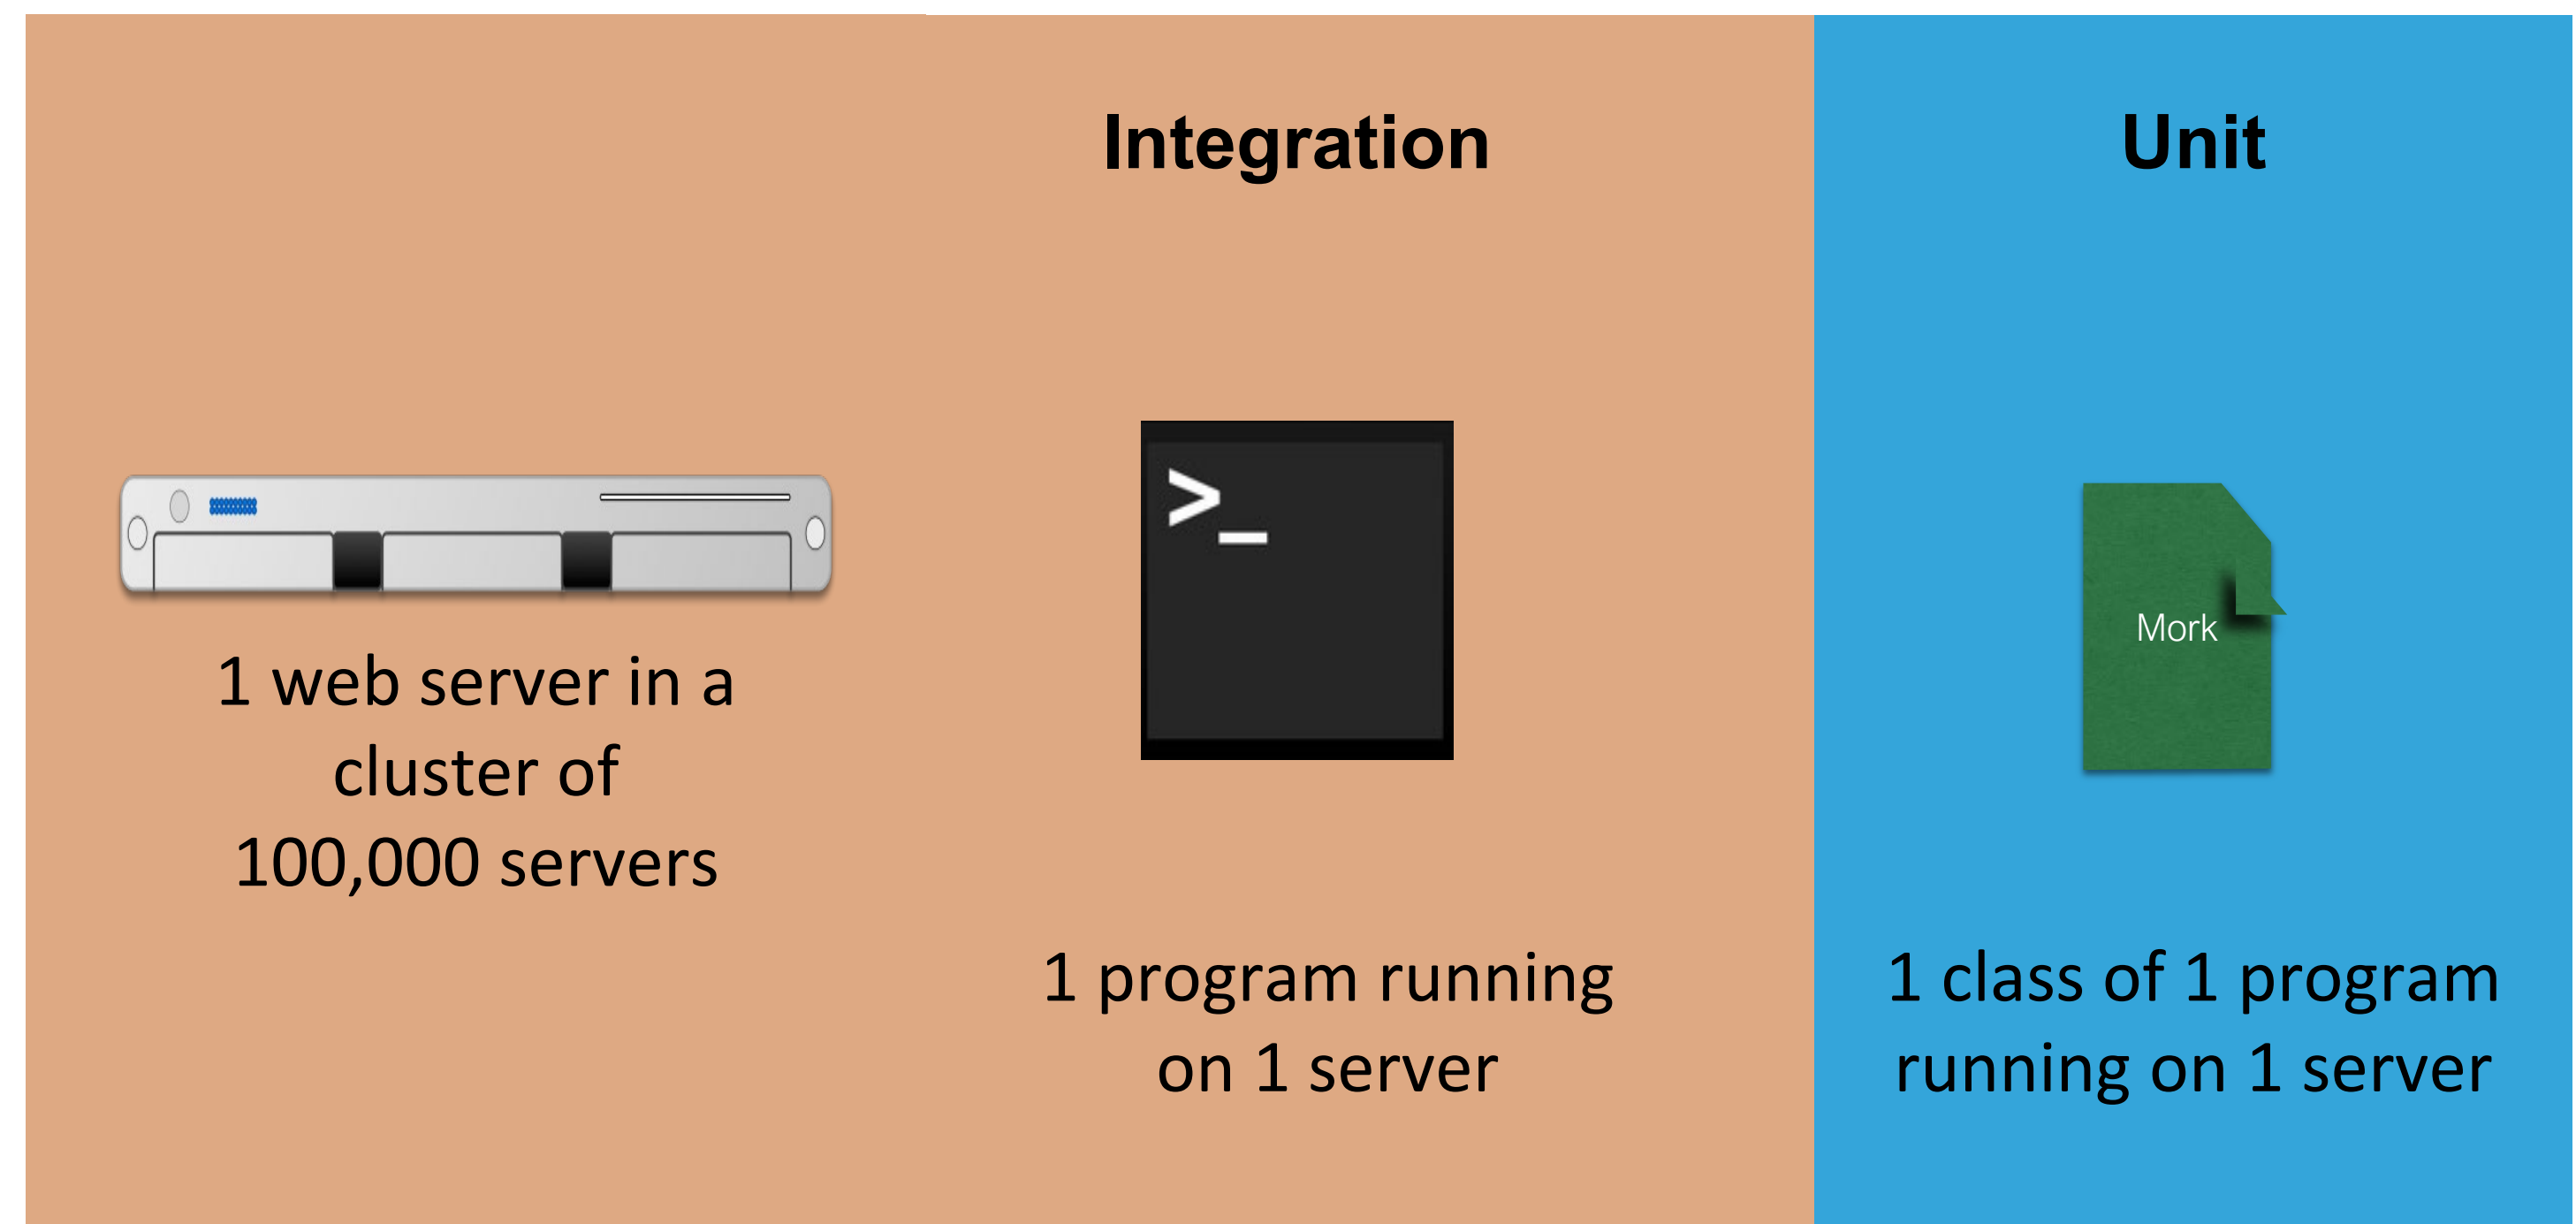 Integration
Unit
>_
1 web server in a
cluster of
100,000 servers
Mork
1 program running
on 1 server
1 class of 1 program
running on 1 server